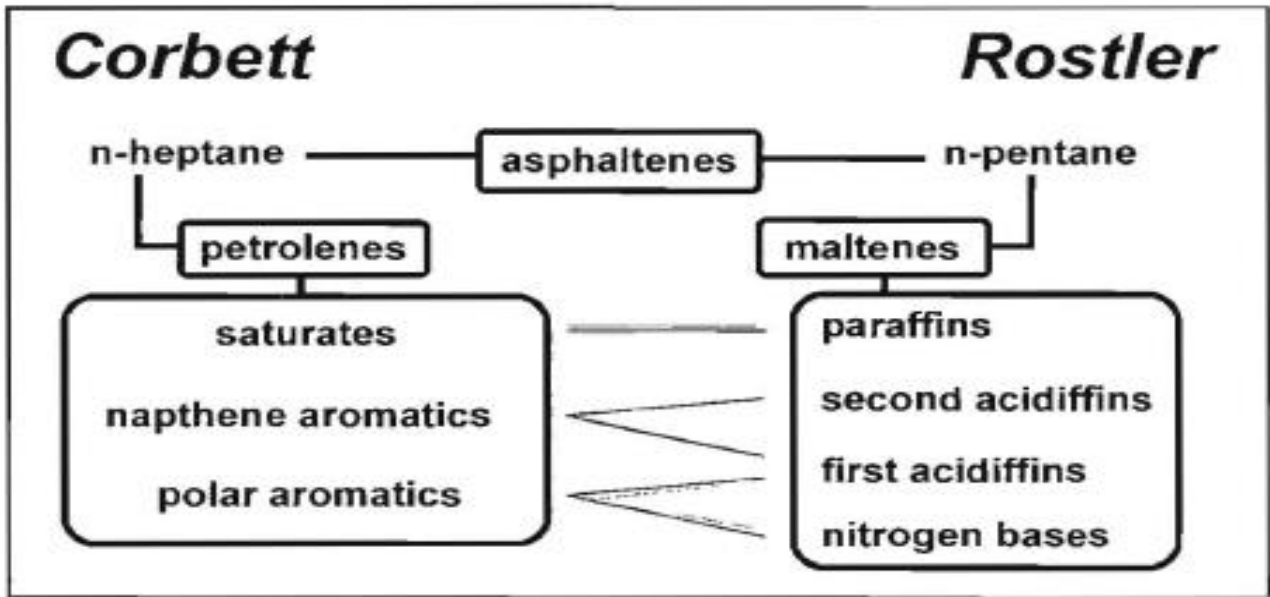 Corbett Rostler
n-heptane asphaltenes n-pentane
petrolenes maltenes
saturates paraffins
napthene aromatics second acidiffins
polar aromatics first acidiffins
nitrogen bases